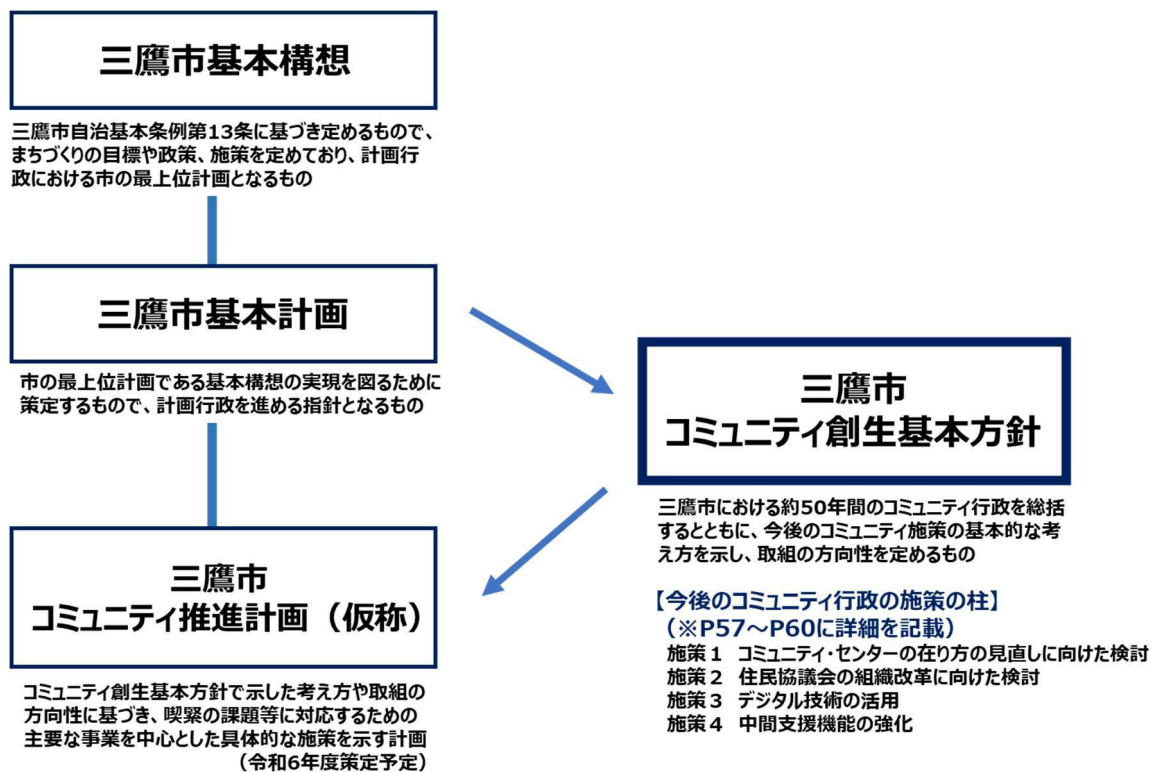 三鷹市基本構想
三鷹市自治基本条例第13条に基づき定めるもので、
まちづくりの目標や政策、施策を定めており、計画行
政における市の最上位計画となるもの
三鷹市基本計画
市の最上位計画である基本構想の実現を図るために
策定するもので、計画行政を進める指針となるもの
三鷹市
コミュニティ創生基本方針
三鷹市における約50年間のコミュニティ行政を総括
するとともに、今後のコミュニティ施策の基本的な考
え方を示し、取組の方向性を定めるもの
【今後のコミュニティ行政の施策の柱】
（※P57～P60に詳細を記載）
施策１ コミュニティ・センターの在り方の見直しに向けた検討
施策２ 住民協議会の組織改革に向けた検討
施策３ デジタル技術の活用
施策４ 中間支援機能の強化
三鷹市
コミュニティ推進計画（仮称）
コミュニティ創生基本方針で示した考え方や取組の
方向性に基づき、喫緊の課題等に対応するための
主要な事業を中心とした具体的な施策を示す計画
（令和6年度策定予定）